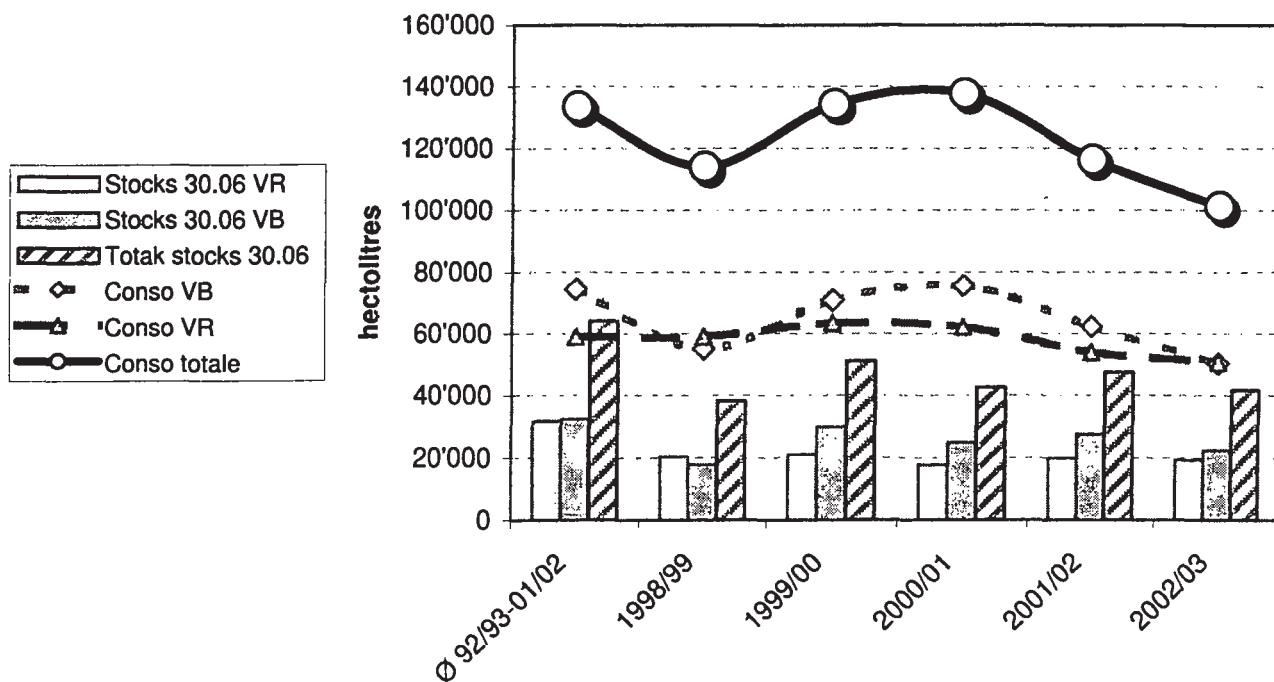 Stocks 30.06 VR
Stocks 30.06 VB
Totak stocks 30.06
Conso VB
Conso VR
Conso totale
hectolitres
160'000
140'000
120'000
100'000
80'000
60'000
40'000
20'000
0
Ø 92/93-01/02
1998/99
1999/00
2000/01
2001/02
2002/03